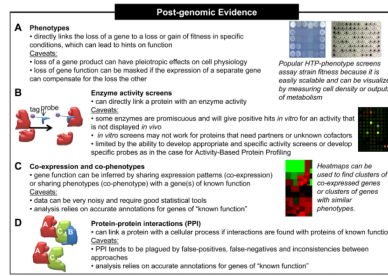 Post-genomic Evidence
A Phenotypes
• directly links the loss of a gene to a loss or gain of fitness in specific
conditions, which can lead to hints on function
Caveats:
• loss of a gene product can have pleiotropic effects on cell physiology
• loss of gene function can be masked if the expression of a separate gene
can compensate for the loss the other
Popular HTP-phenotype screens
assay strain fitness because it is
easily scalable and can be visualized
by measuring cell density or outputs
of metabolism
B Enzyme activity screens
• can directly link a protein with an enzyme activity
Caveats:
• some enzymes are promiscuous and will give positive hits in vitro for an activity that
is not displayed in vivo
• in vitro screens may not work for proteins that need partners or unknown cofactors
• limited by the ability to develop appropriate and specific activity screens or develop
specific probes as in the case for Activity-Based Protein Profiling
tag probe
C Co-expression and co-phenotypes
• gene function can be inferred by sharing expression patterns (co-expression)
or sharing phenotypes (co-phenotype) with a gene(s) of known function
Caveats:
• data can be very noisy and require good statistical tools
• analysis relies on accurate annotations for genes of "known function"
Heatmaps can be
used to find clusters of
co-expressed genes
or clusters of genes
with similar
phenotypes.
D Protein-protein interactions (PPI)
• can link a protein with a cellular process if interactions are found with proteins of known function
Caveats:
• PPI tend to be plagued by false-positives, false-negatives and inconsistencies between
approaches
• analysis relies on accurate annotations for genes of "known function"